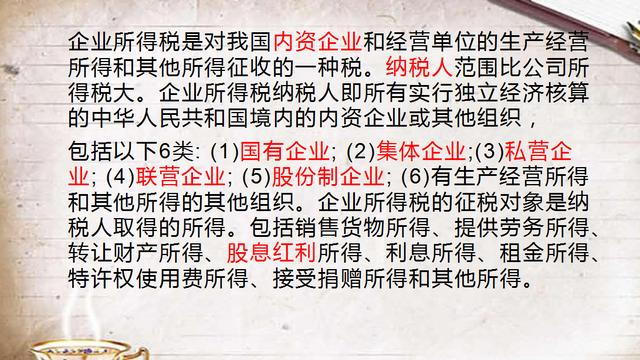 企业所得税是对我国内资企业和经营单位的生产经营
所得和其他所得征收的一种税。纳税人范围比公司所
得税大。企业所得税纳税人即所有实行独立经济核算
的中华人民共和国境内的内资企业或其他组织，
包括以下6类: (1)国有企业; (2)集体企业;(3)私营企
业; (4)联营企业; (5)股份制企业; (6)有生产经营所得
和其他所得的其他组织。企业所得税的征税对象是纳
税人取得的所得。包括销售货物所得、提供劳务所得、
转让财产所得、股息红利所得、利息所得、租金所得、
特许权使用费所得、接受捐赠所得和其他所得。